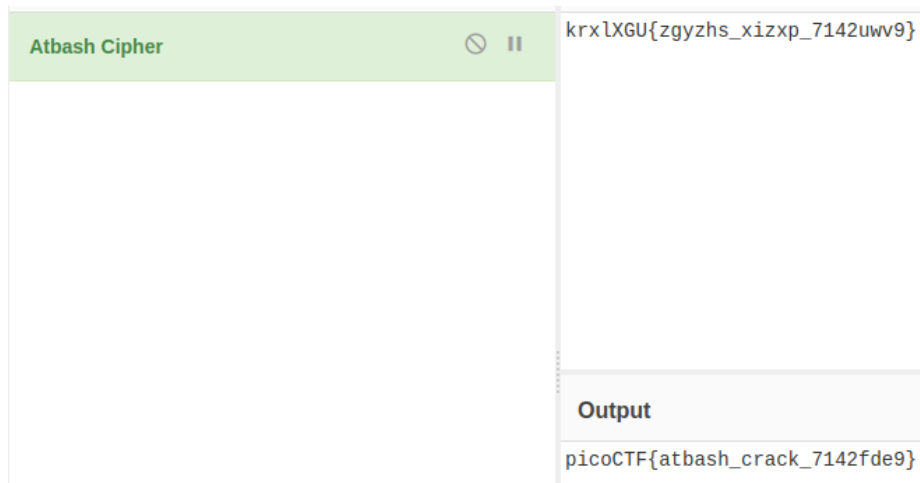 Atbash Cipher
krxlXGU{zgyzhs_xizxp_7142uwv9}
Output
picoCTF{atbash_crack_7142fde9}